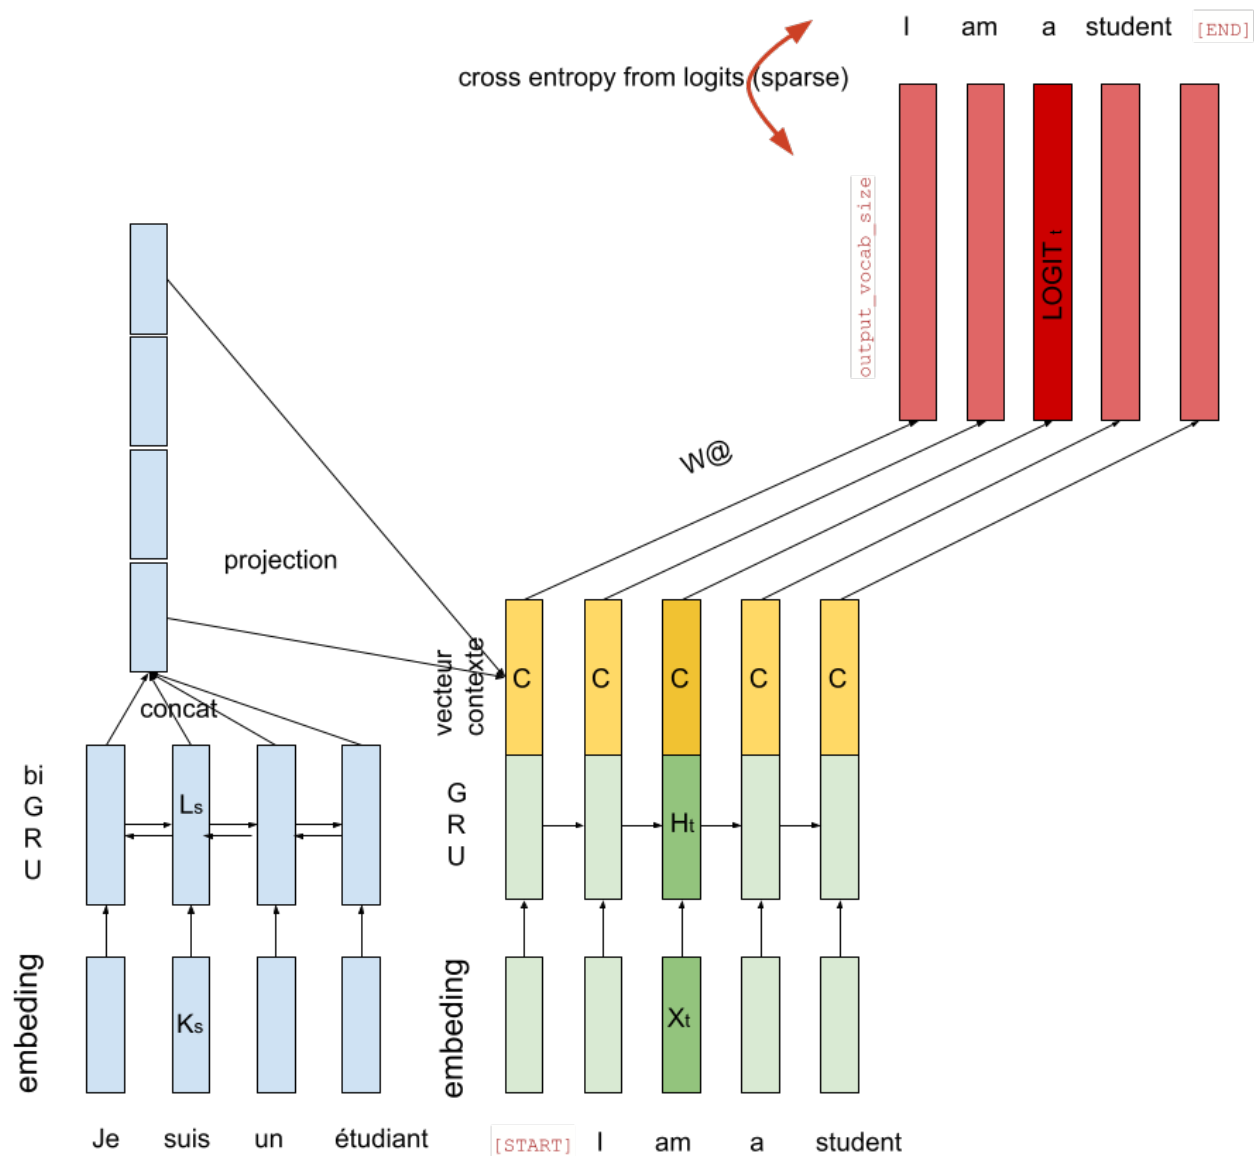 I am a student [END]
cross entropy from logits (sparse)
output_vocab_size
LOGIT t
W@
projection
vecteur
contexte
C C C C C
concat
bi
G
R
U
Ls
G
R
U
Ht
embeding
Ks
embeding
Xt
Je suis un étudiant
[START] I am a student